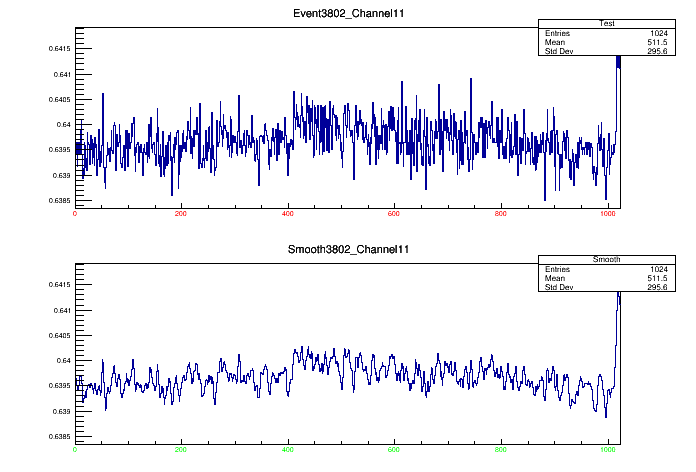 Event3802_Channel11
Test
Entries 1024
Mean 511.5
Std Dev 295.6
0.6415
0.641
0.6405
0.64
0.6395
0.639
0.6385
0 200 400 600 800 1000
Smooth3802_Channel11
Smooth
Entries 1024
Mean 511.5
Std Dev 295.6
0.6415
0.641
0.6405
0.64
0.6395
0.639
0.6385
0 200 400 600 800 1000